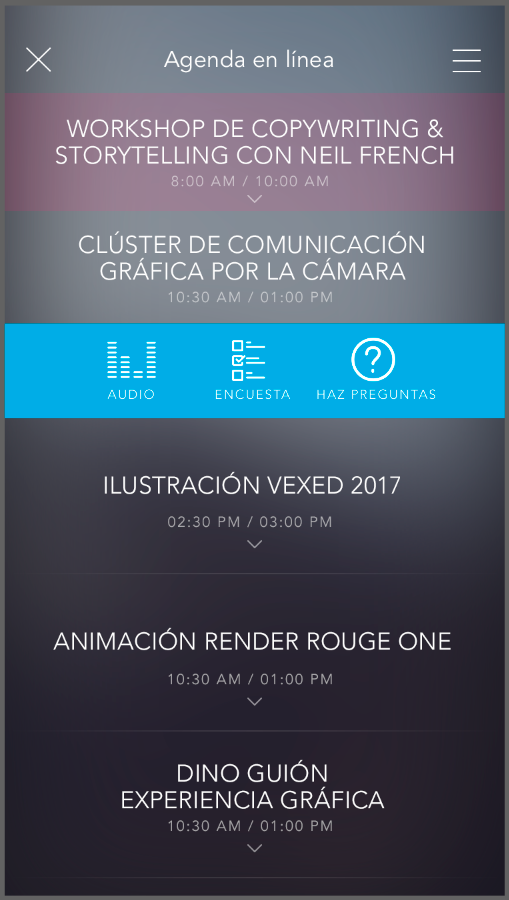 Agenda en línea
WORKSHOP DE COPYWRITING &
STORYTELLING CON NEIL FRENCH
8:00 AM / 10:00 AM
CLÚSTER DE COMUNICACIÓN
GRÁFICA POR LA CÁMARA
10:30 AM / 01:00 PM
AUDIO
ENCUESTA
HAZ PREGUNTAS
ILUSTRACIÓN VEXED 2017
02:30 PM / 03:00 PM
ANIMACIÓN RENDER ROUGE ONE
10:30 AM / 01:00 PM
DINO GUIÓN
EXPERIENCIA GRÁFICA
10:30 AM / 01:00 PM